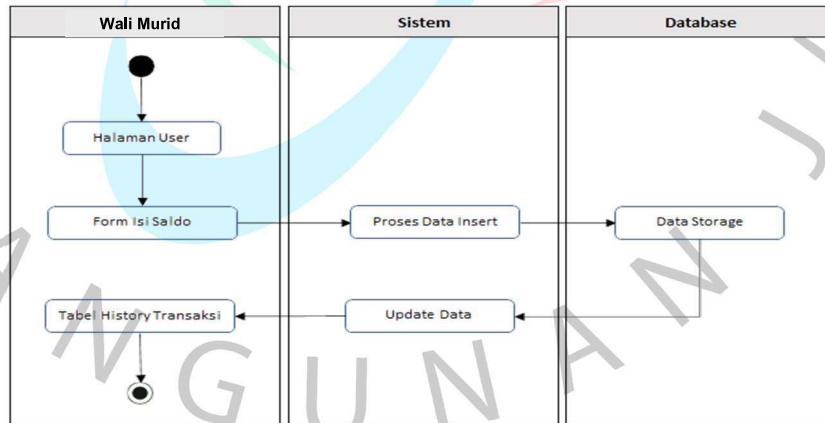 Wali Murid
Sistem
Database
Halaman User
Form Isi Saldo
Proses Data Insert
Data Storage
Tabel History Transaksi
Update Data
ANGUNAN J